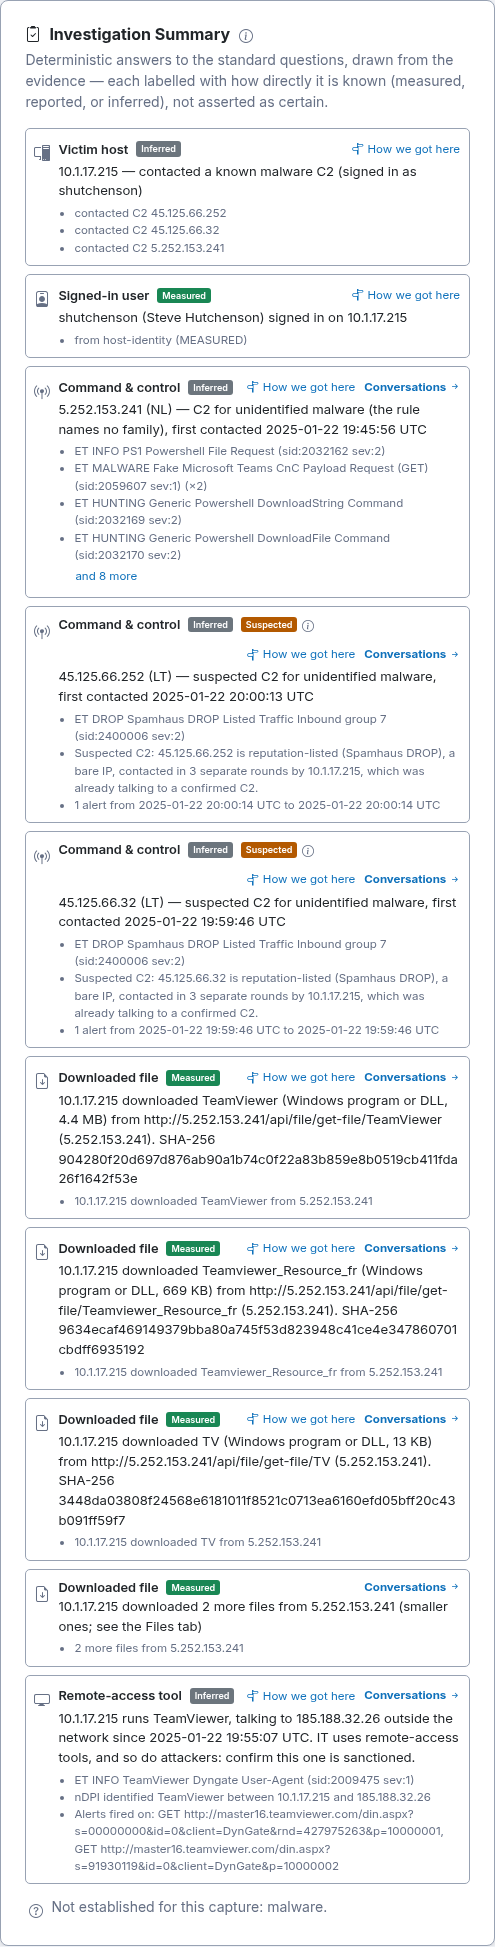 Investigation Summary
Deterministic answers to the standard questions, drawn from the
evidence — each labelled with how directly it is known (measured,
reported, or inferred), not asserted as certain.
Victim host Inferred How we got here
10.1.17.215 — contacted a known malware C2 (signed in as
shutchenson)
• contacted C2 45.125.66.252
• contacted C2 45.125.66.32
• contacted C2 5.252.153.241
Signed-in user Measured How we got here
shutchenson (Steve Hutchenson) signed in on 10.1.17.215
• from host-identity (MEASURED)
Command & control Inferred How we got here Conversations →
5.252.153.241 (NL) — C2 for unidentified malware (the rule
names no family), first contacted 2025-01-22 19:45:56 UTC
• ET INFO PS1 Powershell File Request (sid:2032162 sev:2)
• ET MALWARE Fake Microsoft Teams CnC Payload Request (GET)
(sid:2059607 sev:1) (×2)
• ET HUNTING Generic Powershell DownloadString Command
(sid:2032169 sev:2)
• ET HUNTING Generic Powershell DownloadFile Command
(sid:2032170 sev:2)
and 8 more
Command & control Inferred Suspected
How we got here Conversations →
45.125.66.252 (LT) — suspected C2 for unidentified malware,
first contacted 2025-01-22 20:00:13 UTC
• ET DROP Spamhaus DROP Listed Traffic Inbound group 7
(sid:2400006 sev:2)
• Suspected C2: 45.125.66.252 is reputation-listed (Spamhaus DROP), a
bare IP, contacted in 3 separate rounds by 10.1.17.215, which was
already talking to a confirmed C2.
• 1 alert from 2025-01-22 20:00:14 UTC to 2025-01-22 20:00:14 UTC
Command & control Inferred Suspected
How we got here Conversations →
45.125.66.32 (LT) — suspected C2 for unidentified malware, first
contacted 2025-01-22 19:59:46 UTC
• ET DROP Spamhaus DROP Listed Traffic Inbound group 7
(sid:2400006 sev:2)
• Suspected C2: 45.125.66.32 is reputation-listed (Spamhaus DROP), a
bare IP, contacted in 3 separate rounds by 10.1.17.215, which was
already talking to a confirmed C2.
• 1 alert from 2025-01-22 19:59:46 UTC to 2025-01-22 19:59:46 UTC
Downloaded file Measured How we got here Conversations →
10.1.17.215 downloaded TeamViewer (Windows program or DLL,
4.4 MB) from http://5.252.153.241/api/file/get-file/TeamViewer
(5.252.153.241). SHA-256
904280f20d697d876ab90a1b74c0f22a83b859e8b0519cb411fda
26f1642f53e
• 10.1.17.215 downloaded TeamViewer from 5.252.153.241
Downloaded file Measured How we got here Conversations →
10.1.17.215 downloaded Teamviewer_Resource_fr (Windows
program or DLL, 669 KB) from http://5.252.153.241/api/file/get-
file/Teamviewer_Resource_fr (5.252.153.241). SHA-256
9634ecaf469149379bba80a745f53d823948c41ce4e347860701
cbdff6935192
• 10.1.17.215 downloaded Teamviewer_Resource_fr from 5.252.153.241
Downloaded file Measured How we got here Conversations →
10.1.17.215 downloaded TV (Windows program or DLL, 13 KB)
from http://5.252.153.241/api/file/get-file/TV (5.252.153.241).
SHA-256
3448da03808f24568e6181011f8521c0713ea6160efd05bff20c43
b091ff59f7
• 10.1.17.215 downloaded TV from 5.252.153.241
Downloaded file Measured Conversations →
10.1.17.215 downloaded 2 more files from 5.252.153.241 (smaller
ones; see the Files tab)
• 2 more files from 5.252.153.241
Remote-access tool Inferred How we got here Conversations →
10.1.17.215 runs TeamViewer, talking to 185.188.32.26 outside the
network since 2025-01-22 19:55:07 UTC. IT uses remote-access
tools, and so do attackers: confirm this one is sanctioned.
• ET INFO TeamViewer Dyngate User-Agent (sid:2009475 sev:1)
• nDPI identified TeamViewer between 10.1.17.215 and 185.188.32.26
• Alerts fired on: GET http://master16.teamviewer.com/din.aspx?
s=00000000&id=0&client=DynGate&rnd=427975263&p=10000001,
GET http://master16.teamviewer.com/din.aspx?
s=91930119&id=0&client=DynGate&p=10000002
Not established for this capture: malware.